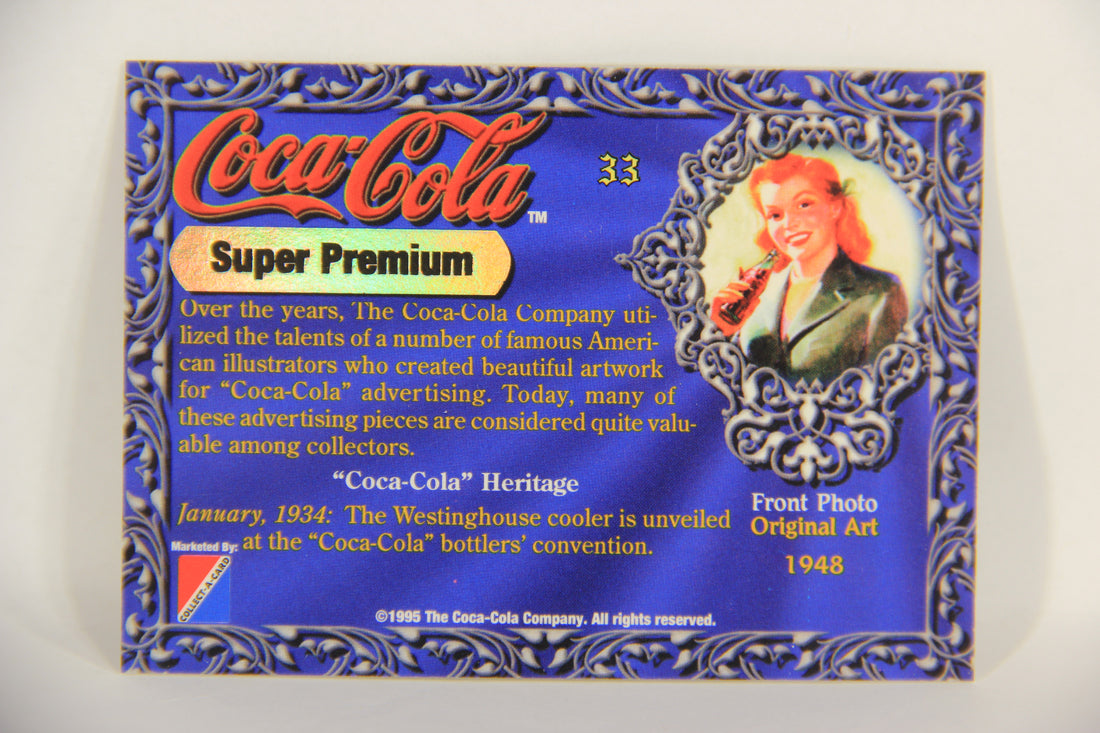 Coca-Cola
TM
33
Super Premium
Over the years, The Coca-Cola Company uti-
lized the talents of a number of famous Ameri-
can illustrators who created beautiful artwork
for “Coca-Cola” advertising. Today, many of
these advertising pieces are considered quite valu-
able among collectors.
“Coca-Cola” Heritage
January, 1934: The Westinghouse cooler is unveiled
at the “Coca-Cola” bottlers’ convention.
Front Photo
Original Art
1948
Marketed By:
COLLECT-A-CARD
©1995 The Coca-Cola Company. All rights reserved.